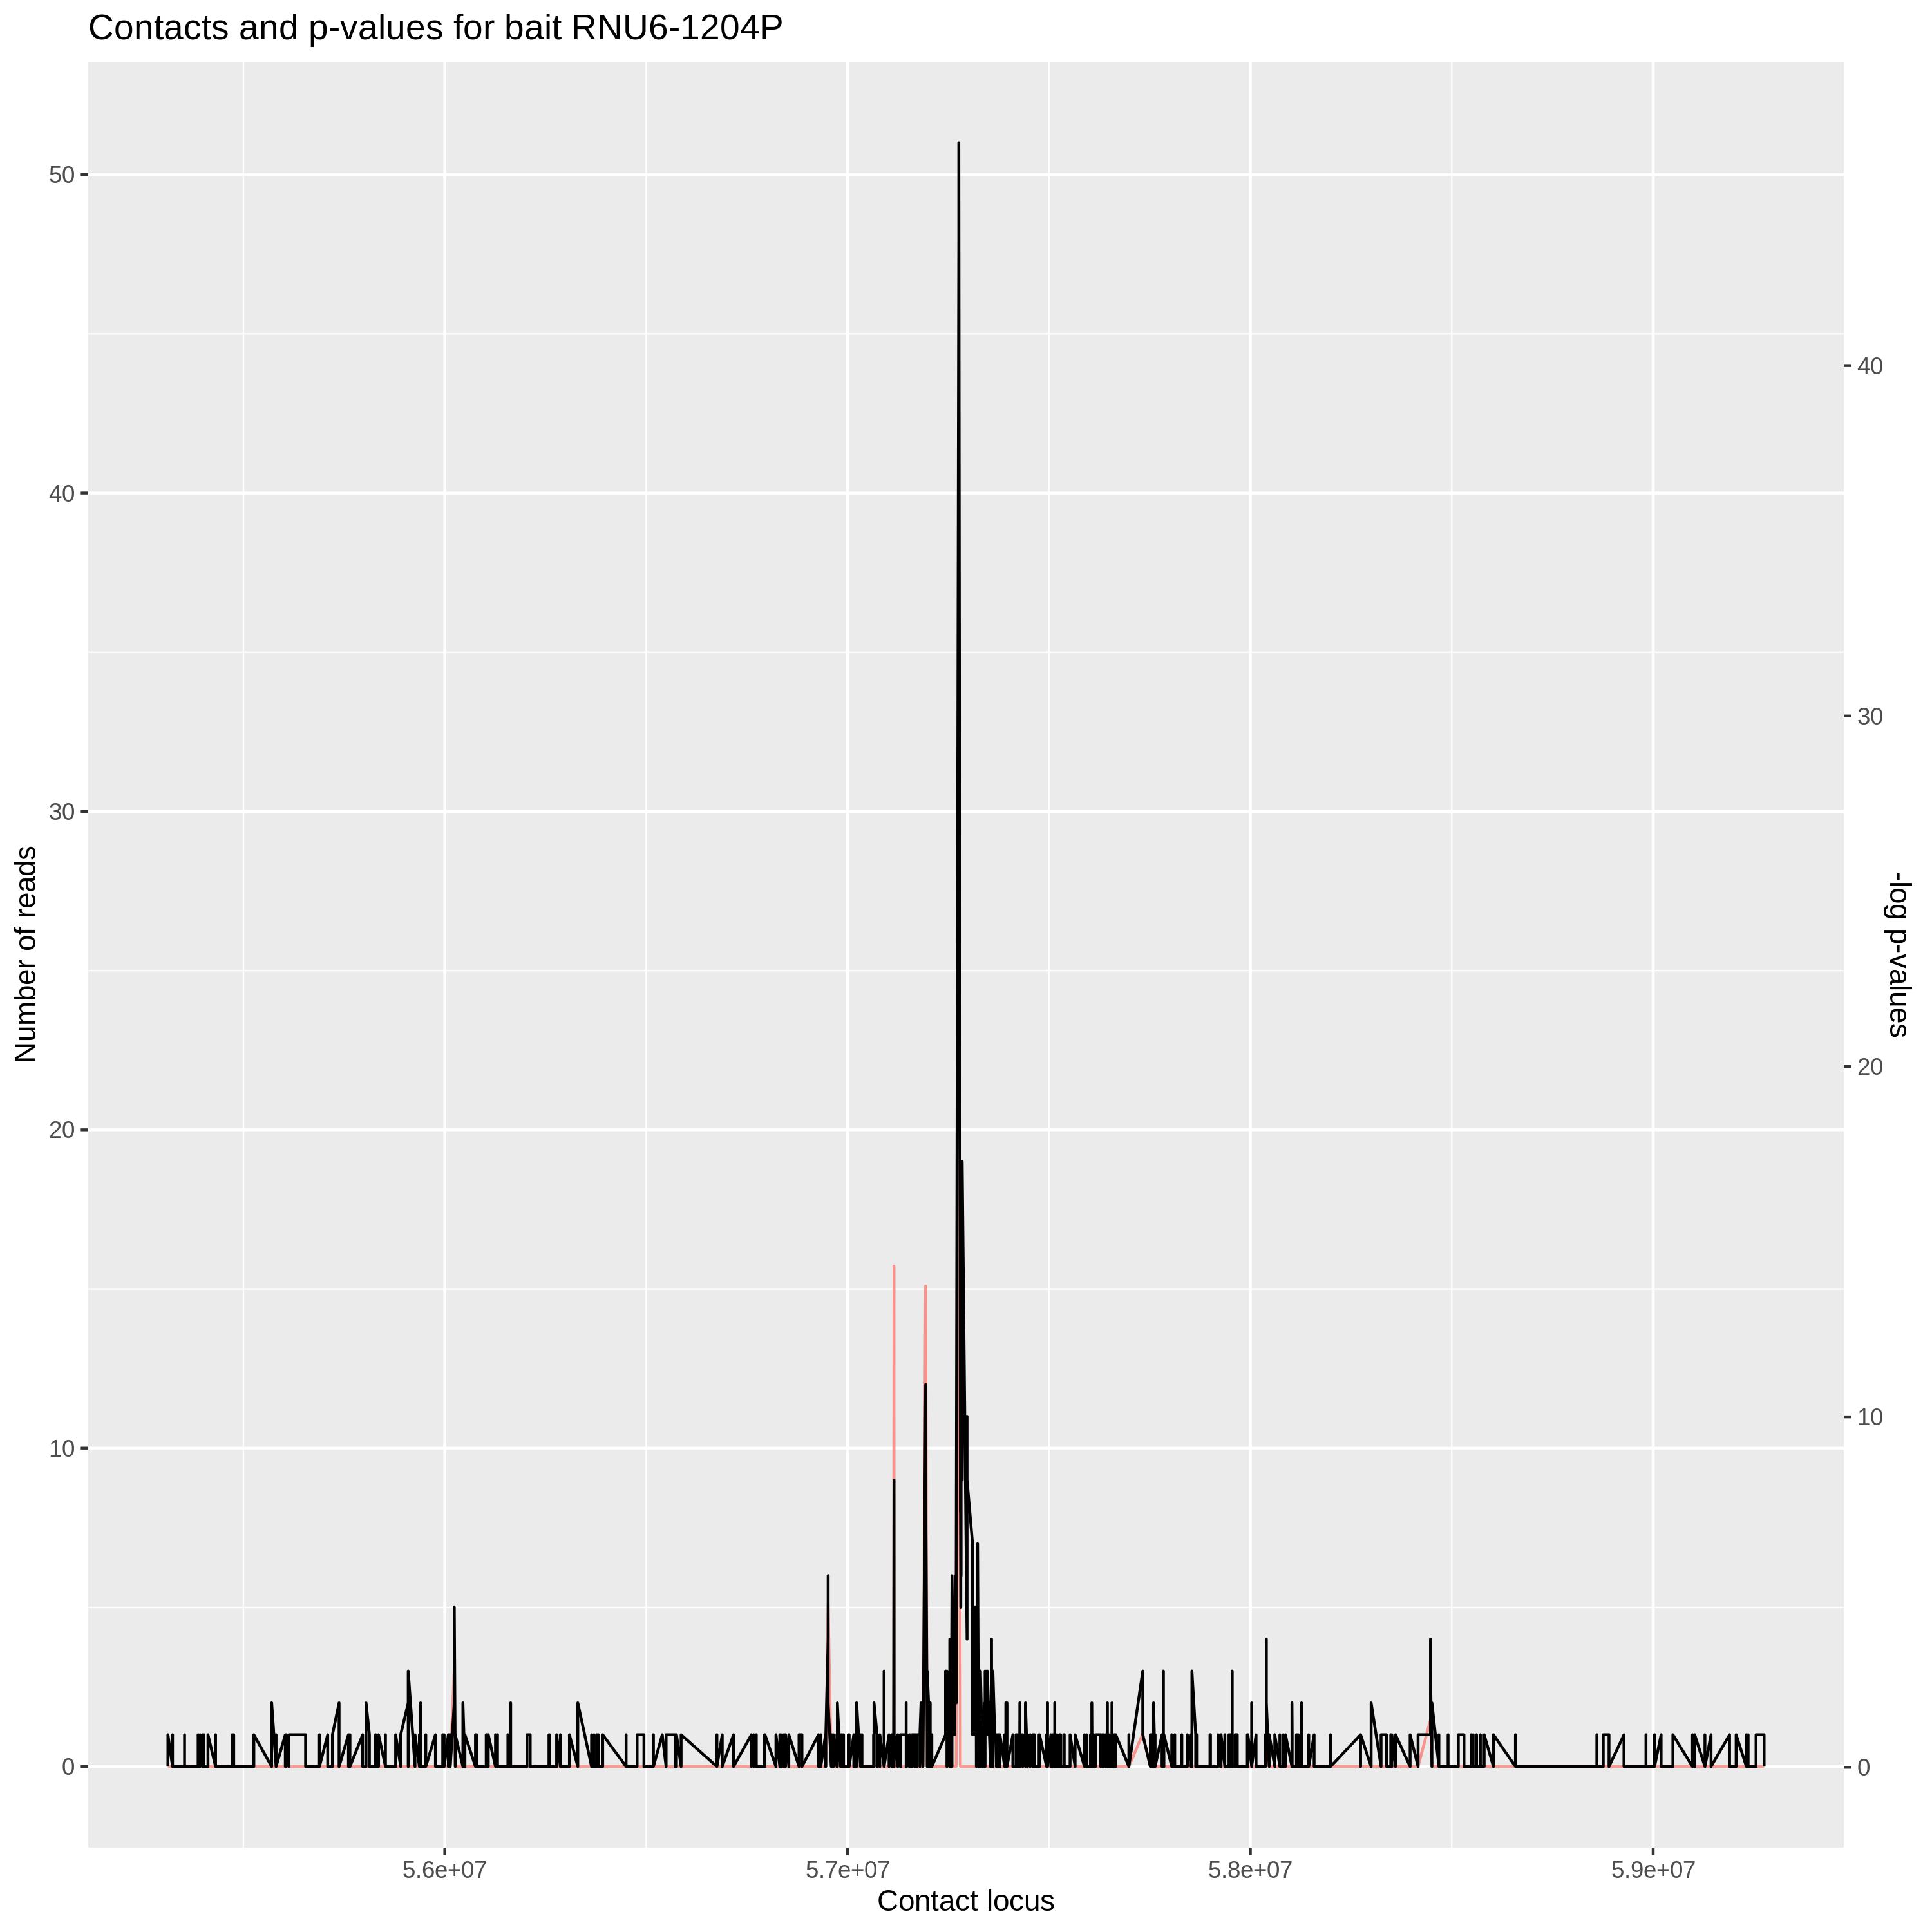 Contacts and p-values for bait RNU6-1204P
50
40
30
20
10
0
Number of reads
40
30
20
10
0
-log p-values
5.6e+07
5.7e+07
5.8e+07
5.9e+07
Contact locus